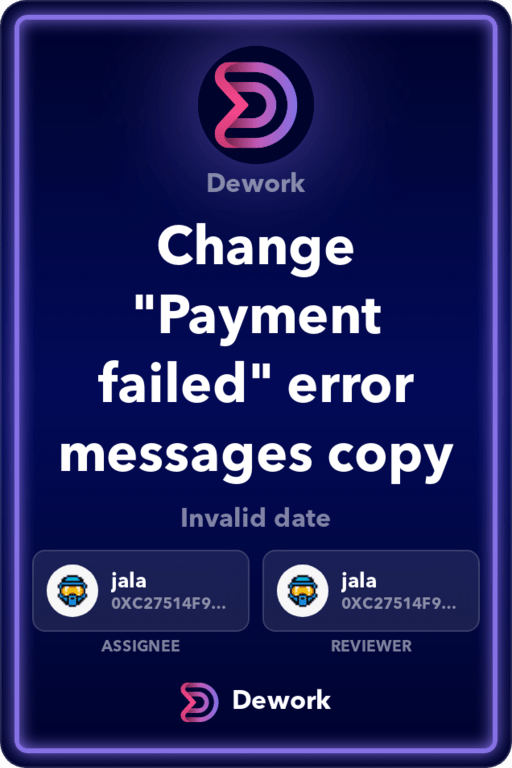 Dework
Change
"Payment
failed" error
messages copy
Invalid date
jala
0XC27514F9...
ASSIGNEE
jala
0XC27514F9...
REVIEWER
Dework